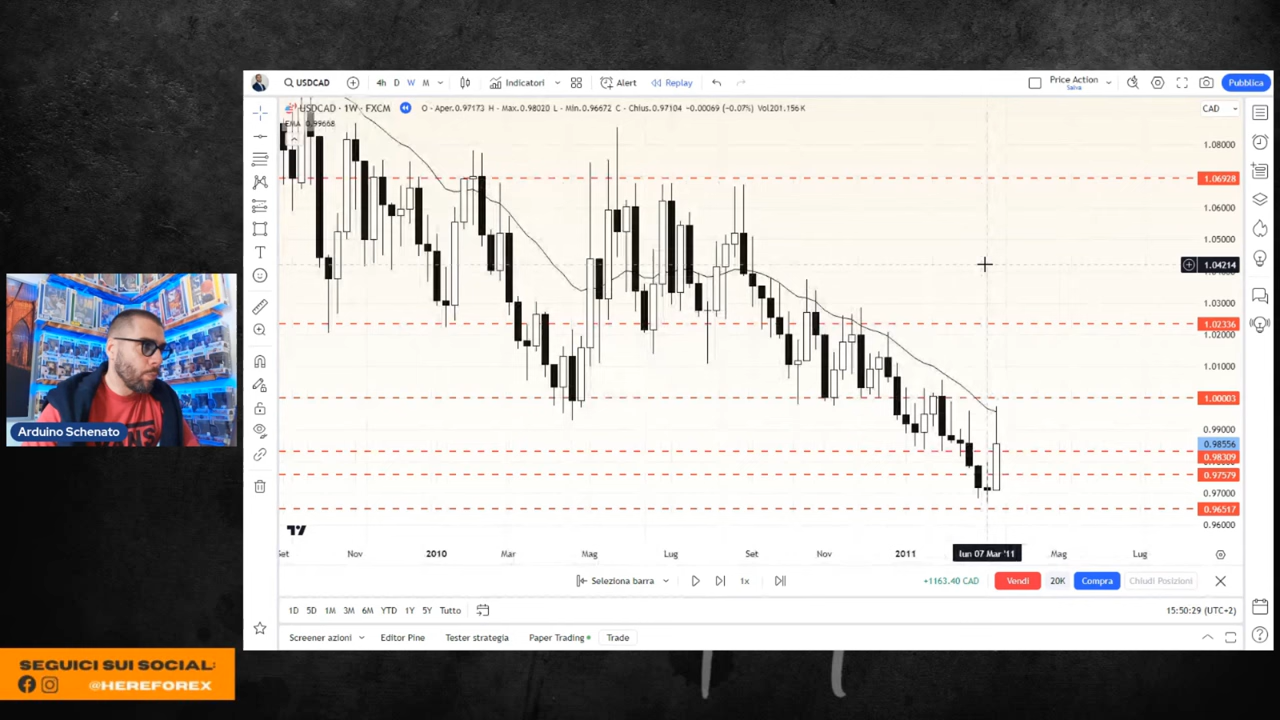 USDCAD
4h D W M
Indicatori
Alert
Replay
Price Action
Salva
Pubblica
USDCAD · 1W · FXCM O - Aper.0.97173 H - Max.0.98020 L - Min.0.96672 C - Chius.0.97104 −0.00069 (−0.07%) Vol201.156K
CAD
EMA 0.99668
1.08000
1.06928
1.06000
1.05000
1.04214
1.03000
1.02336
1.02000
1.01000
1.00003
0.99000
0.98556
0.98309
0.97579
0.97000
0.96517
0.96000
Arduino Schenato
Set Nov 2010 Mar Mag Lug Set Nov 2011 lun 07 Mar '11 Mag Lug
Seleziona barra 1x +1163.40 CAD Vendi 20K Compra Chiudi Posizioni
1D 5D 1M 3M 6M YTD 1Y 5Y Tutto 15:50:29 (UTC+2)
Screener azioni Editor Pine Tester strategia Paper Trading Trade
SEGUICI SUI SOCIAL:
@HEREFOREX